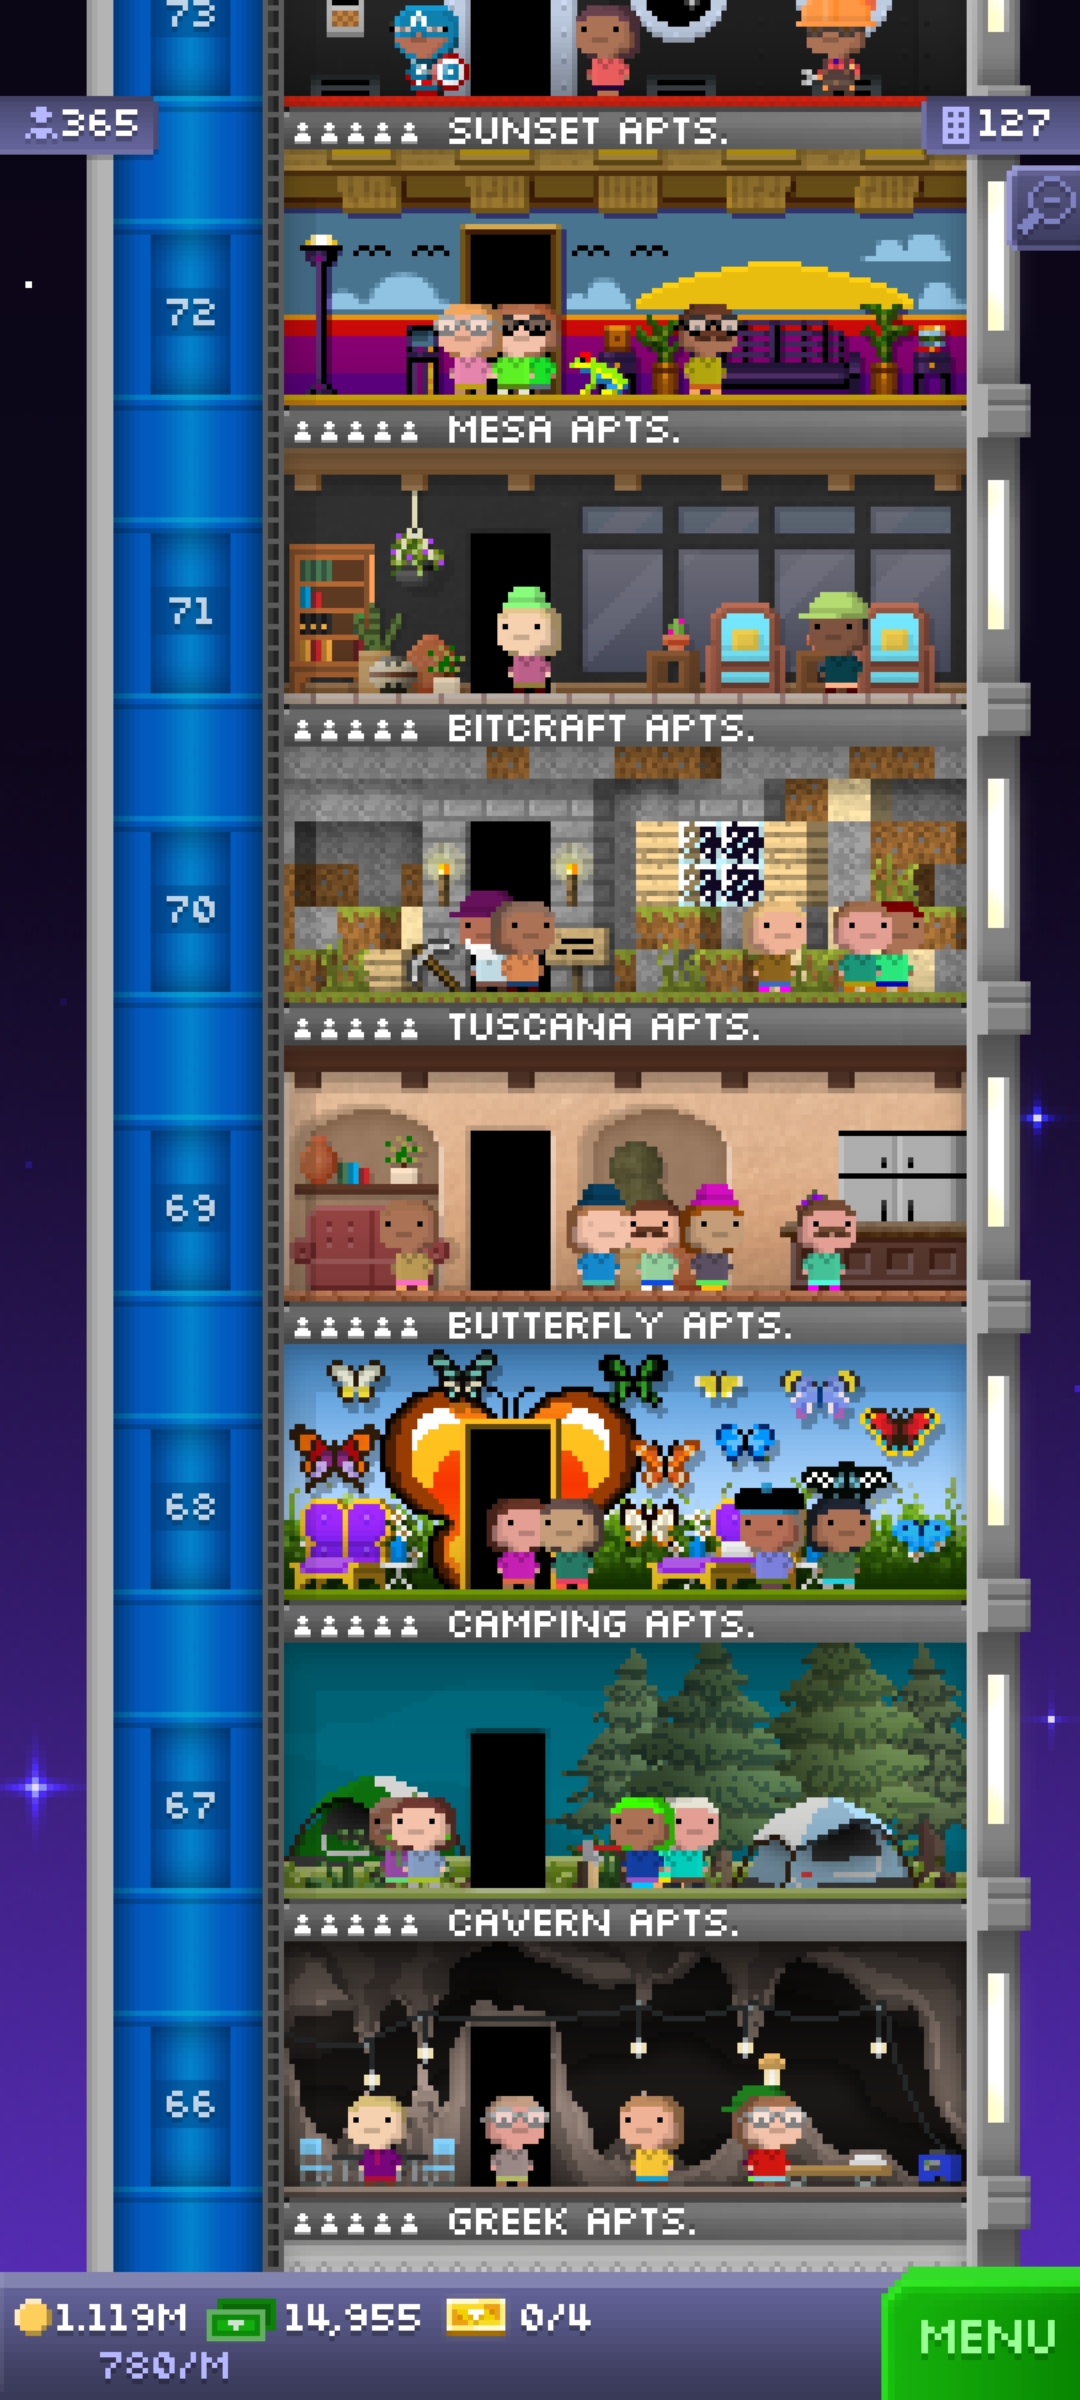 73
365
SUNSET APTS.
127
72
MESA APTS.
71
BITCRAFT APTS.
70
TUSCANA APTS.
69
BUTTERFLY APTS.
68
CAMPING APTS.
67
CAVERN APTS.
66
GREEK APTS.
1.119M 14,955 0/4
780/M
MENU